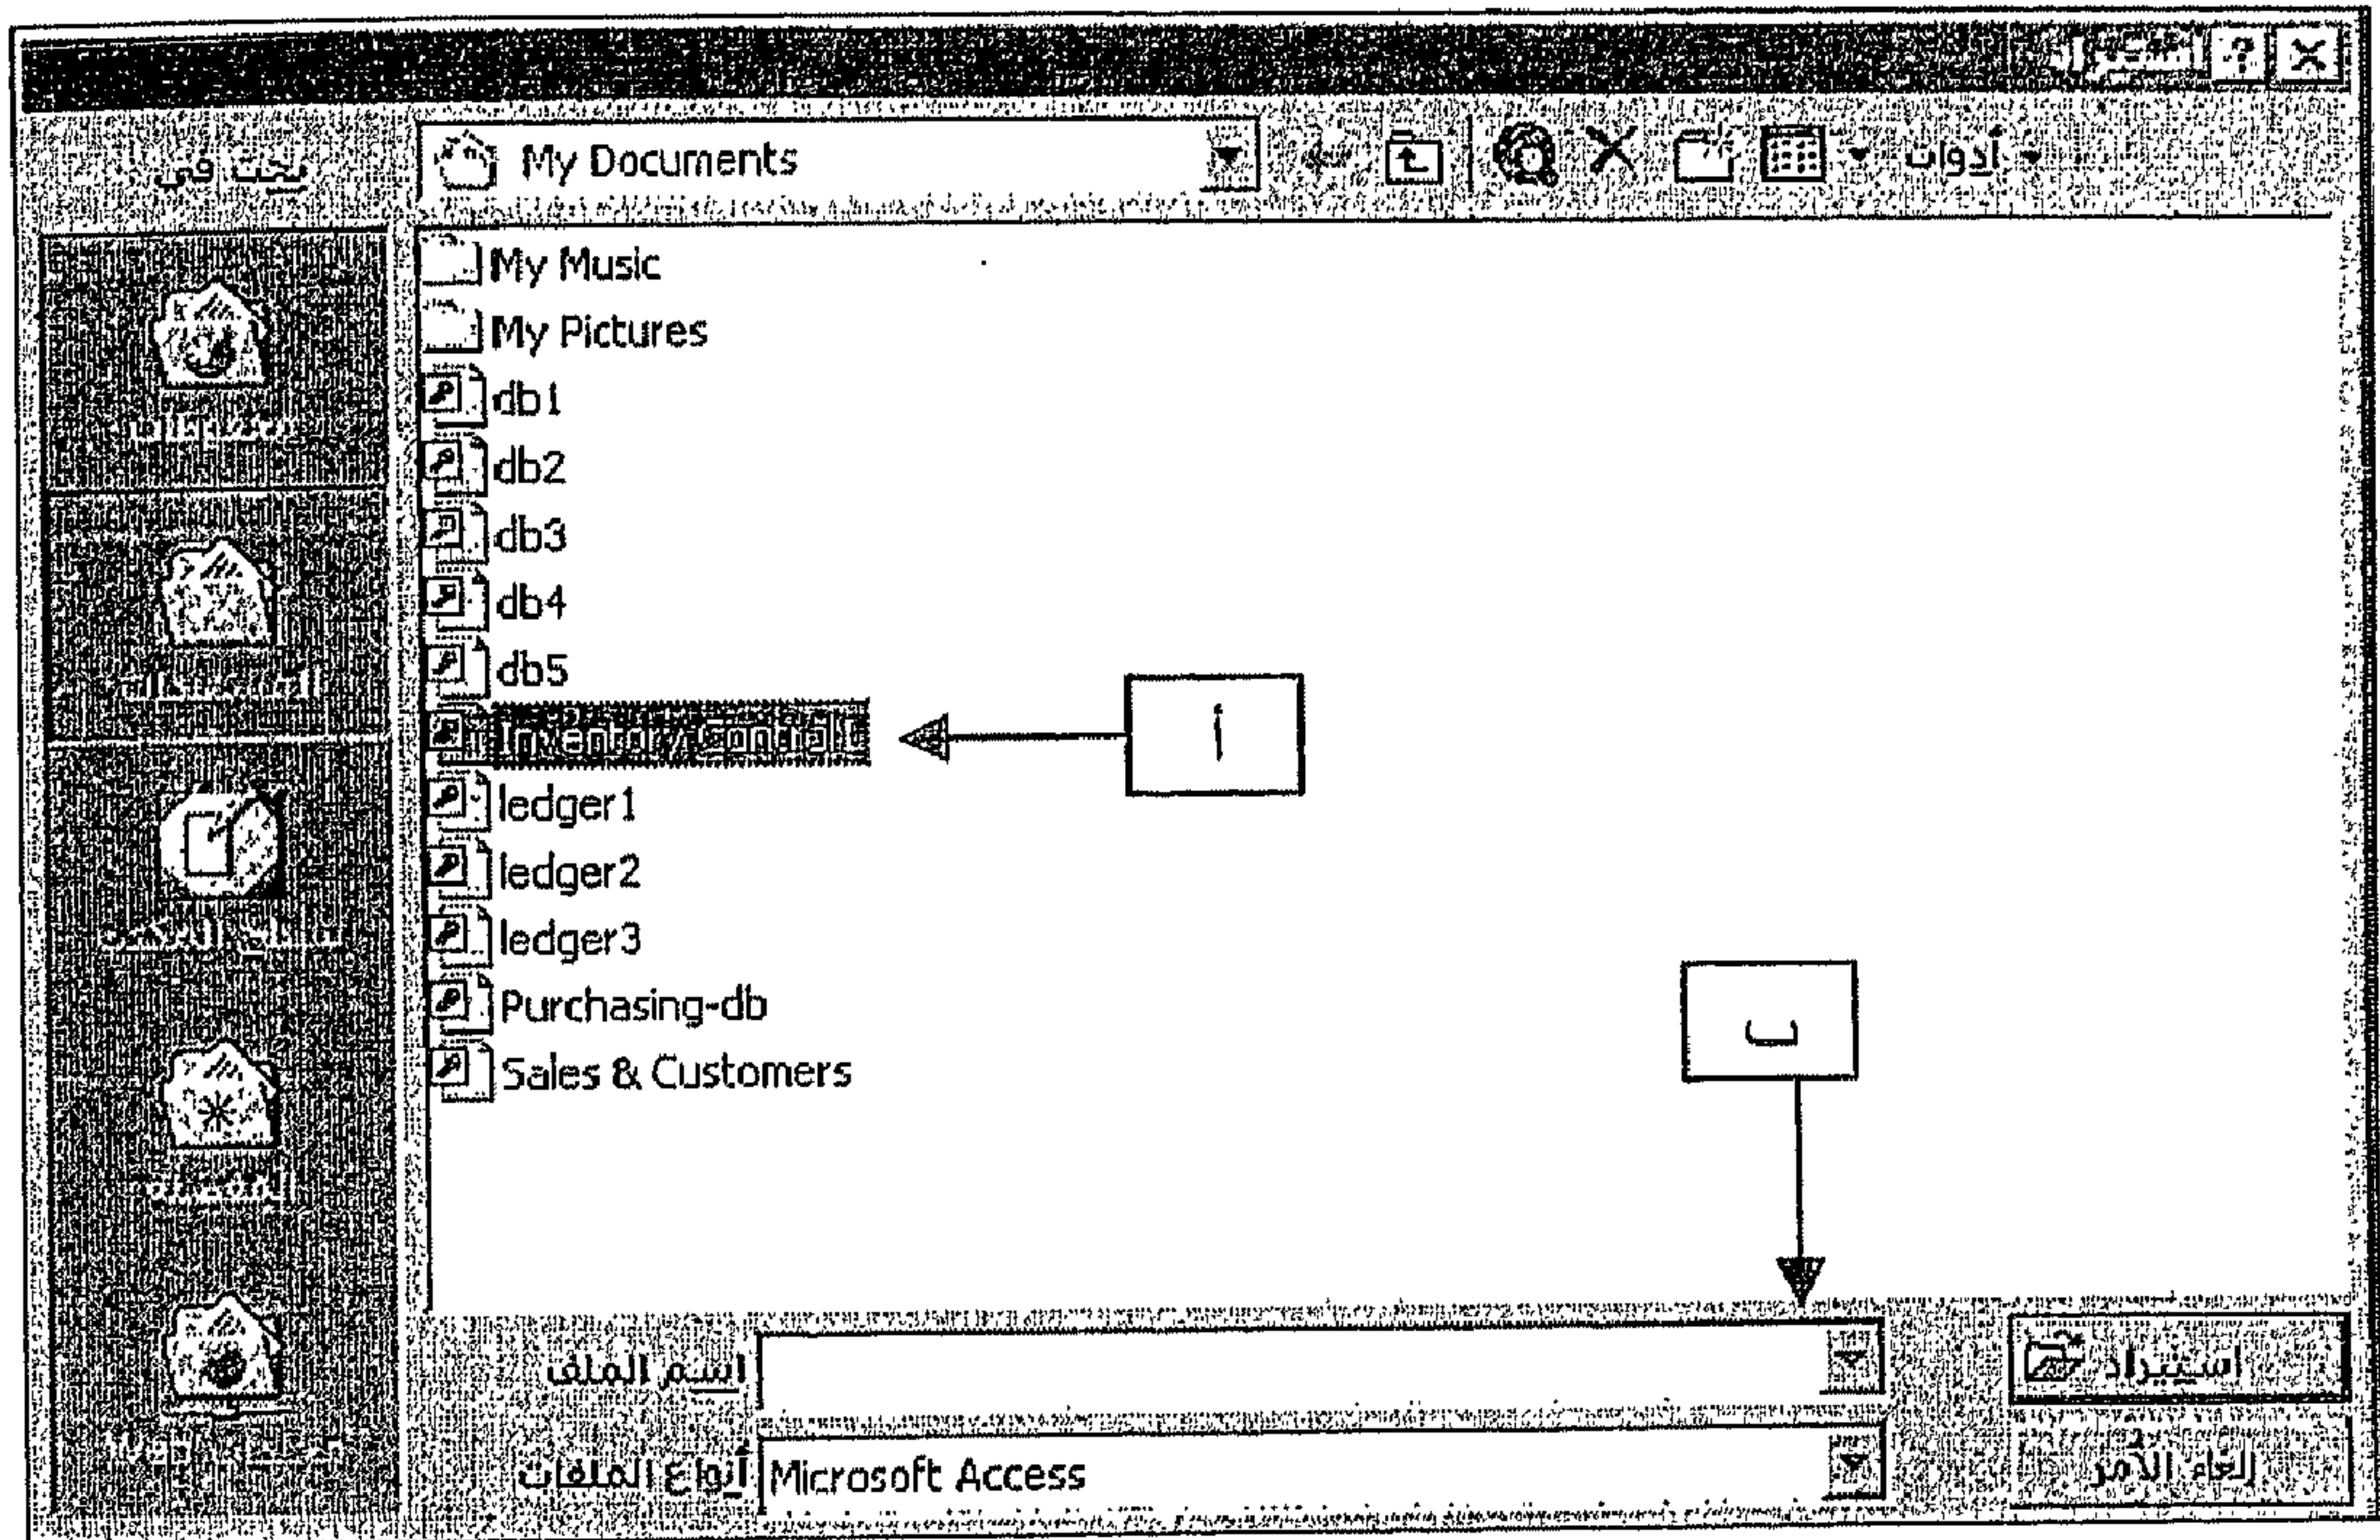 استيراد
بحث في
My Documents
أدوات
My Music
My Pictures
db1
db2
db3
db4
db5
Inventory Control1
أ
ledger1
ledger2
ledger3
Purchasing-db
Sales & Customers
ب
اسم الملف
استيراد
أنواع الملفات
Microsoft Access
إلغاء الأمر